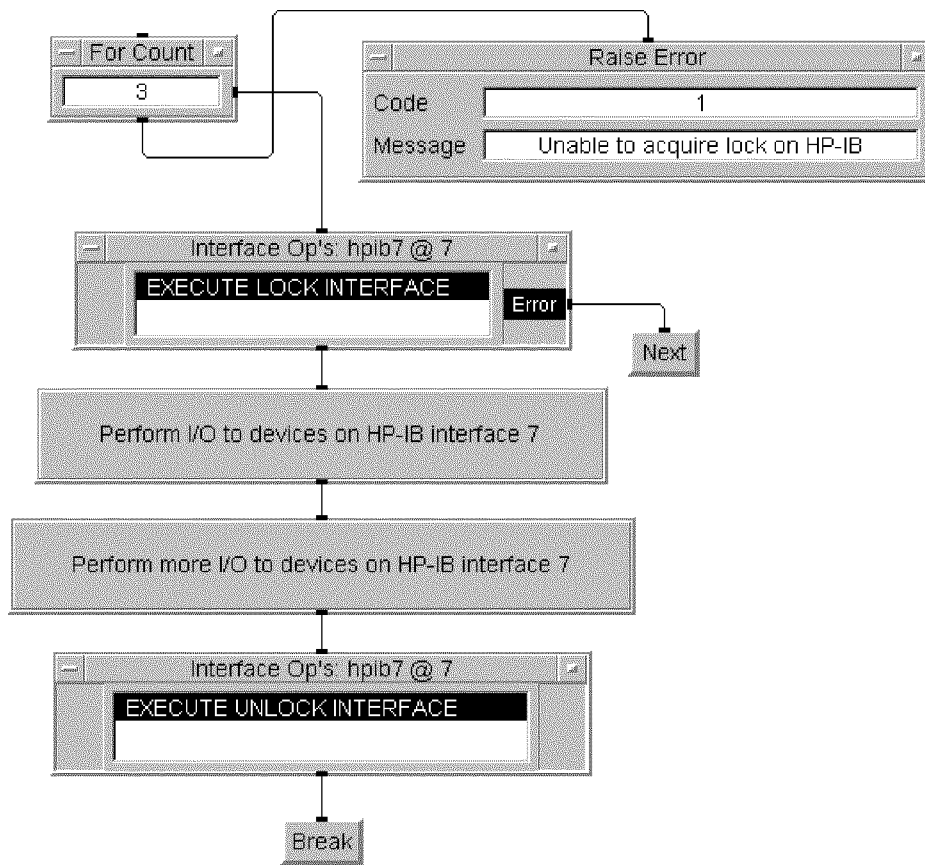 For Count
3
Raise Error
Code 1
Message Unable to acquire lock on HP-IB
Interface Op's: hpib7 @ 7
EXECUTE LOCK INTERFACE
Error
Next
Perform I/O to devices on HP-IB interface 7
Perform more I/O to devices on HP-IB interface 7
Interface Op's: hpib7 @ 7
EXECUTE UNLOCK INTERFACE
Break